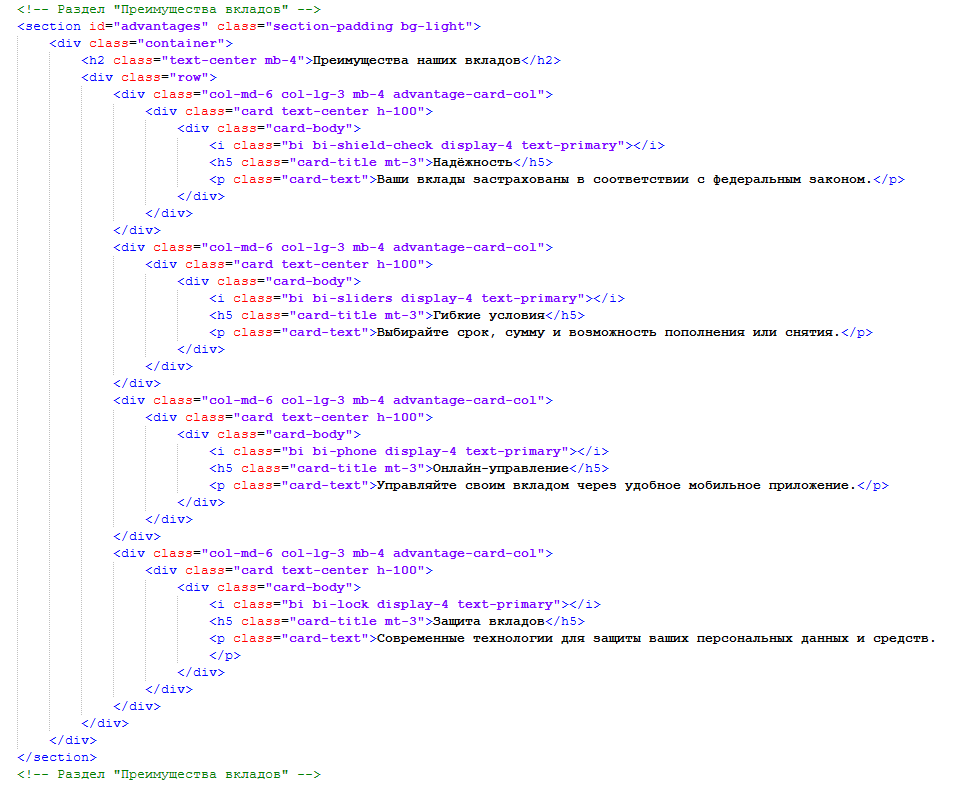 <!-- Раздел "Преимущества вкладов" -->
<section id="advantages" class="section-padding bg-light">
    <div class="container">
        <h2 class="text-center mb-4">Преимущества наших вкладов</h2>
        <div class="row">
            <div class="col-md-6 col-lg-3 mb-4 advantage-card-col">
                <div class="card text-center h-100">
                    <div class="card-body">
                        <i class="bi bi-shield-check display-4 text-primary"></i>
                        <h5 class="card-title mt-3">Надёжность</h5>
                        <p class="card-text">Ваши вклады застрахованы в соответствии с федеральным законом.</p>
                    </div>
                </div>
            </div>
            <div class="col-md-6 col-lg-3 mb-4 advantage-card-col">
                <div class="card text-center h-100">
                    <div class="card-body">
                        <i class="bi bi-sliders display-4 text-primary"></i>
                        <h5 class="card-title mt-3">Гибкие условия</h5>
                        <p class="card-text">Выбирайте срок, сумму и возможность пополнения или снятия.</p>
                    </div>
                </div>
            </div>
            <div class="col-md-6 col-lg-3 mb-4 advantage-card-col">
                <div class="card text-center h-100">
                    <div class="card-body">
                        <i class="bi bi-phone display-4 text-primary"></i>
                        <h5 class="card-title mt-3">Онлайн-управление</h5>
                        <p class="card-text">Управляйте своим вкладом через удобное мобильное приложение.</p>
                    </div>
                </div>
            </div>
            <div class="col-md-6 col-lg-3 mb-4 advantage-card-col">
                <div class="card text-center h-100">
                    <div class="card-body">
                        <i class="bi bi-lock display-4 text-primary"></i>
                        <h5 class="card-title mt-3">Защита вкладов</h5>
                        <p class="card-text">Современные технологии для защиты ваших персональных данных и средств.
                        </p>
                    </div>
                </div>
            </div>
        </div>
    </div>
</section>
<!-- Раздел "Преимущества вкладов" -->